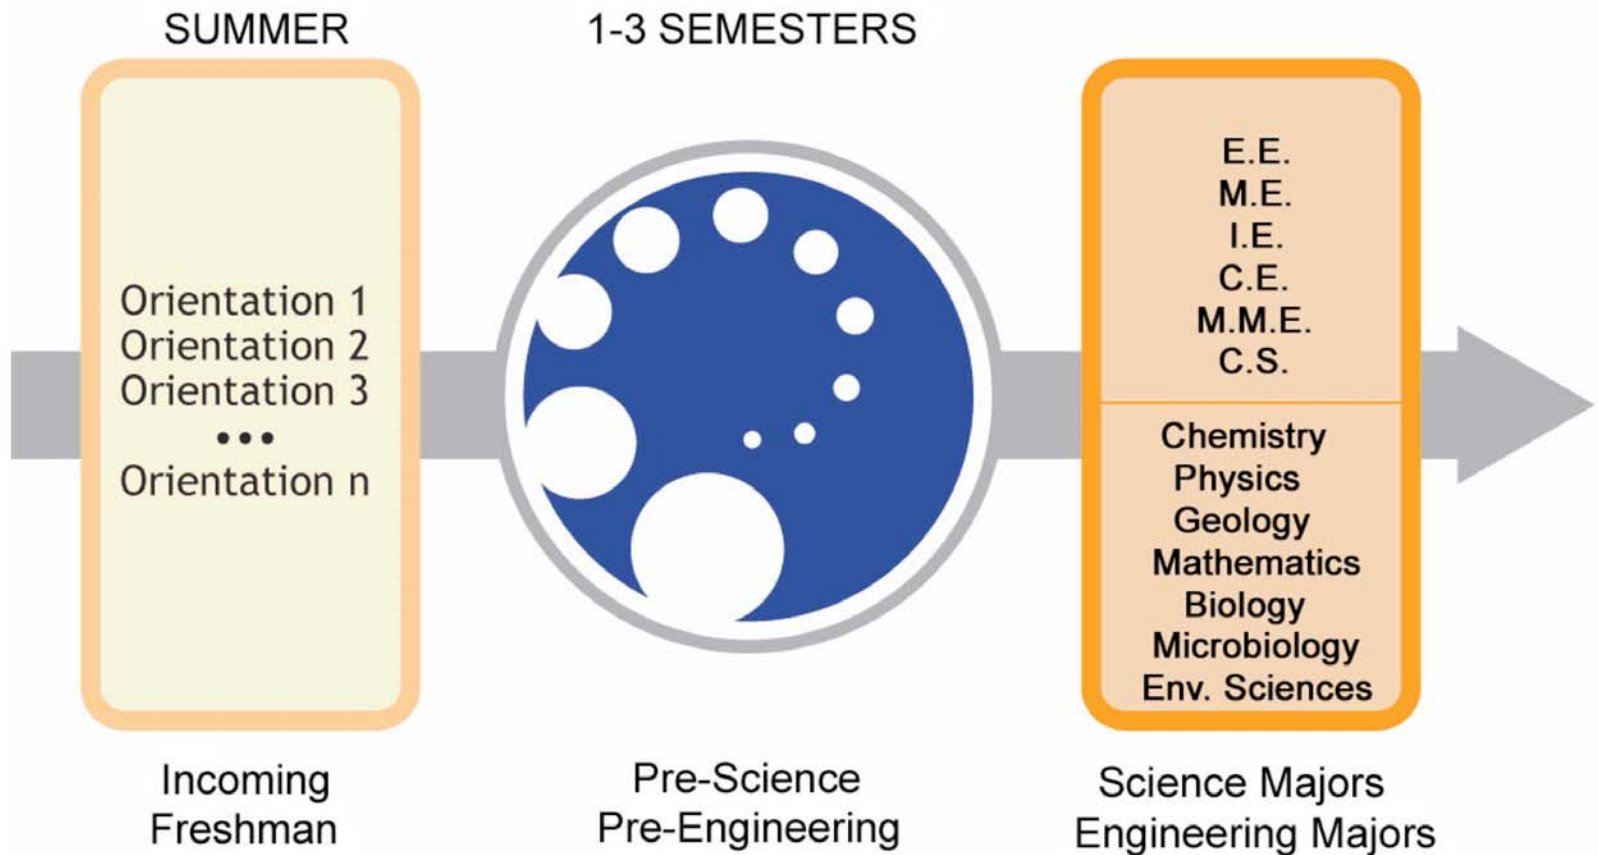 SUMMER
1-3 SEMESTERS
Orientation 1
Orientation 2
Orientation 3
•••
Orientation n
E.E.
M.E.
I.E.
C.E.
M.M.E.
C.S.
Chemistry
Physics
Geology
Mathematics
Biology
Microbiology
Env. Sciences
Incoming
Freshman
Pre-Science
Pre-Engineering
Science Majors
Engineering Majors